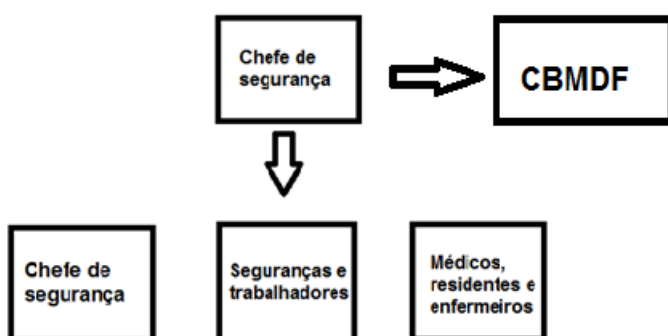 Chefe de
segurança
CBMDF
Chefe de
segurança
Seguranças e
trabalhadores
Médicos,
residentes e
enfermeiros